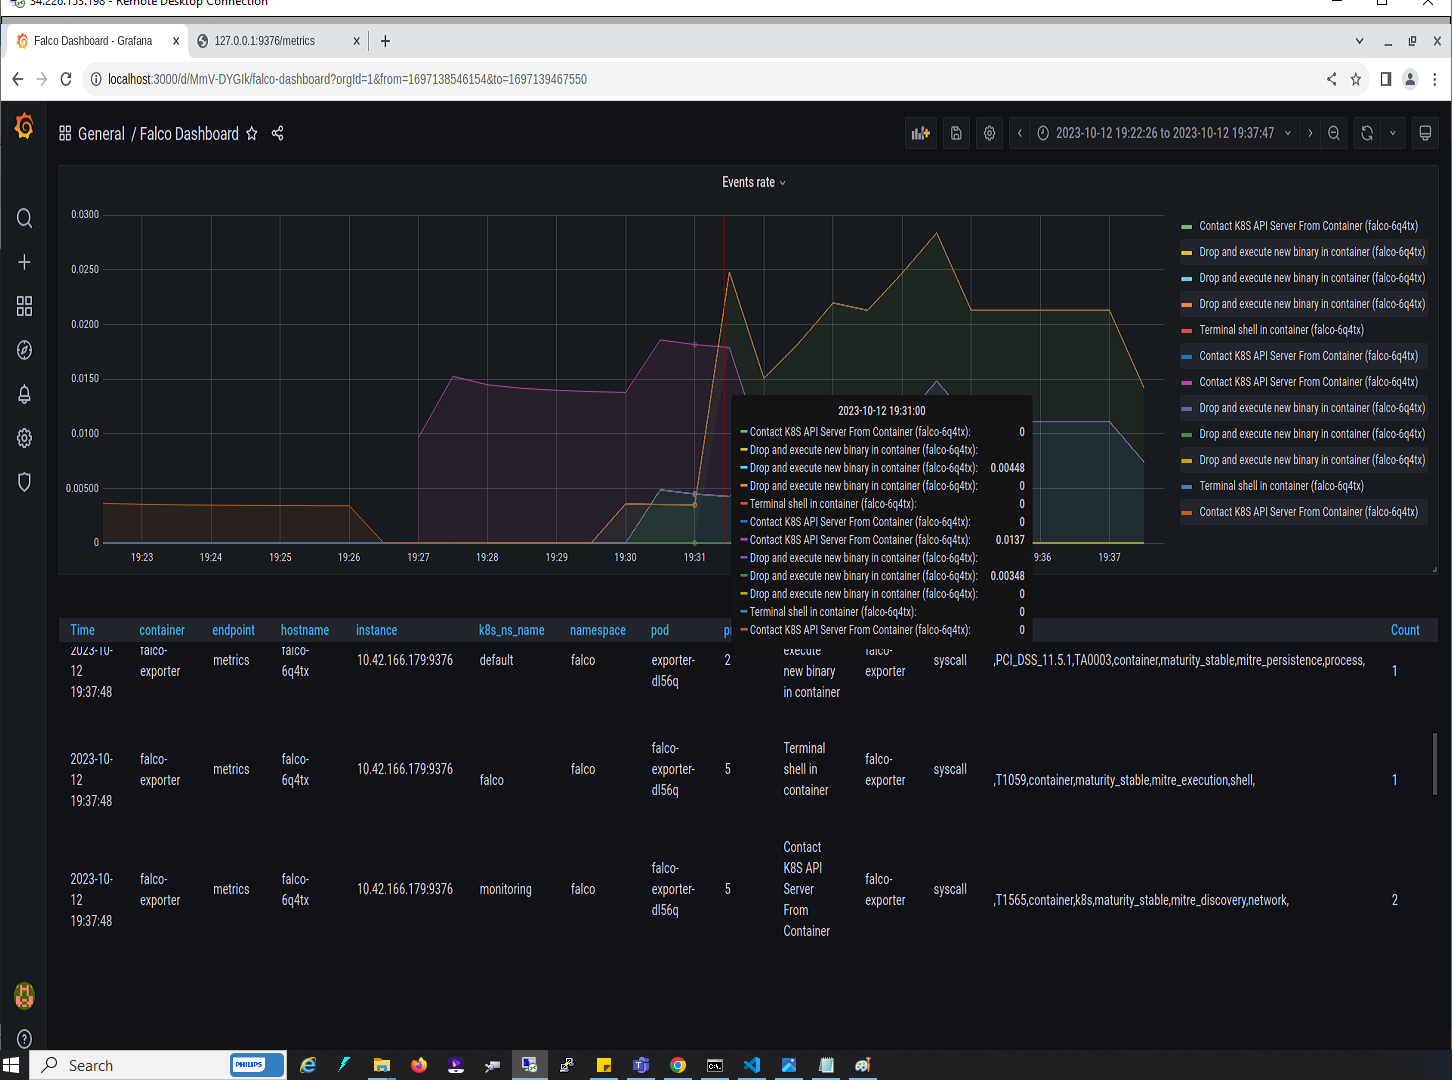 34.226.153.198 - Remote Desktop Connection
Falco Dashboard - Grafana
127.0.0.1:9376/metrics
localhost:3000/d/MmV-DYGIk/falco-dashboard?orgId=1&from=1697138546154&to=1697139467550
General / Falco Dashboard
2023-10-12 19:22:26 to 2023-10-12 19:37:47
Events rate
0.0300
0.0250
0.0200
0.0150
0.0100
0.00500
0
19:23 19:24 19:25 19:26 19:27 19:28 19:29 19:30 19:31 9:36 19:37
Contact K8S API Server From Container (falco-6q4tx)
Drop and execute new binary in container (falco-6q4tx)
Drop and execute new binary in container (falco-6q4tx)
Drop and execute new binary in container (falco-6q4tx)
Terminal shell in container (falco-6q4tx)
Contact K8S API Server From Container (falco-6q4tx)
Contact K8S API Server From Container (falco-6q4tx)
Drop and execute new binary in container (falco-6q4tx)
Drop and execute new binary in container (falco-6q4tx)
Drop and execute new binary in container (falco-6q4tx)
Terminal shell in container (falco-6q4tx)
Contact K8S API Server From Container (falco-6q4tx)
2023-10-12 19:31:00
Contact K8S API Server From Container (falco-6q4tx): 0
Drop and execute new binary in container (falco-6q4tx):
Drop and execute new binary in container (falco-6q4tx): 0.00448
Drop and execute new binary in container (falco-6q4tx): 0
Terminal shell in container (falco-6q4tx): 0
Contact K8S API Server From Container (falco-6q4tx): 0
Contact K8S API Server From Container (falco-6q4tx): 0.0137
Drop and execute new binary in container (falco-6q4tx):
Drop and execute new binary in container (falco-6q4tx): 0.00348
Drop and execute new binary in container (falco-6q4tx): 0
Terminal shell in container (falco-6q4tx): 0
Contact K8S API Server From Container (falco-6q4tx): 0
Time container endpoint hostname instance k8s_ns_name namespace pod Count
2023-10-
12
19:37:48
falco-
exporter
metrics
falco-
6q4tx
10.42.166.179:9376
default
falco
exporter-
dl56q
2
execute
new binary
in container
falco-
exporter
syscall
,PCI_DSS_11.5.1,TA0003,container,maturity_stable,mitre_persistence,process,
1
2023-10-
12
19:37:48
falco-
exporter
metrics
falco-
6q4tx
10.42.166.179:9376
falco
falco
falco-
exporter-
dl56q
5
Terminal
shell in
container
falco-
exporter
syscall
,T1059,container,maturity_stable,mitre_execution,shell,
1
2023-10-
12
19:37:48
falco-
exporter
metrics
falco-
6q4tx
10.42.166.179:9376
monitoring
falco
falco-
exporter-
dl56q
5
Contact
K8S API
Server
From
Container
falco-
exporter
syscall
,T1565,container,k8s,maturity_stable,mitre_discovery,network,
2
Search
PHILIPS